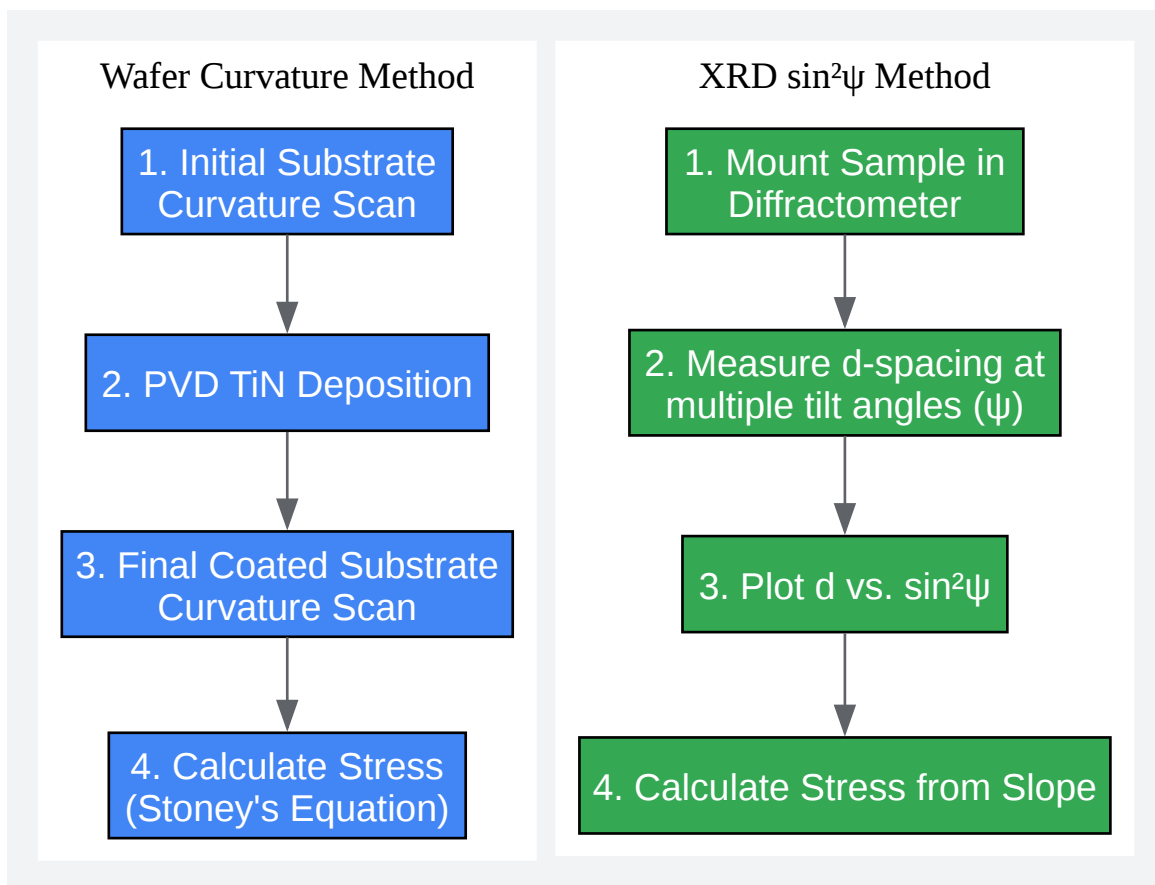 Wafer Curvature Method
1. Initial Substrate
Curvature Scan
2. PVD TiN Deposition
3. Final Coated Substrate
Curvature Scan
4. Calculate Stress
(Stoney's Equation)
XRD sin²ψ Method
1. Mount Sample in
Diffractometer
2. Measure d-spacing at
multiple tilt angles (ψ)
3. Plot d vs. sin²ψ
4. Calculate Stress from Slope